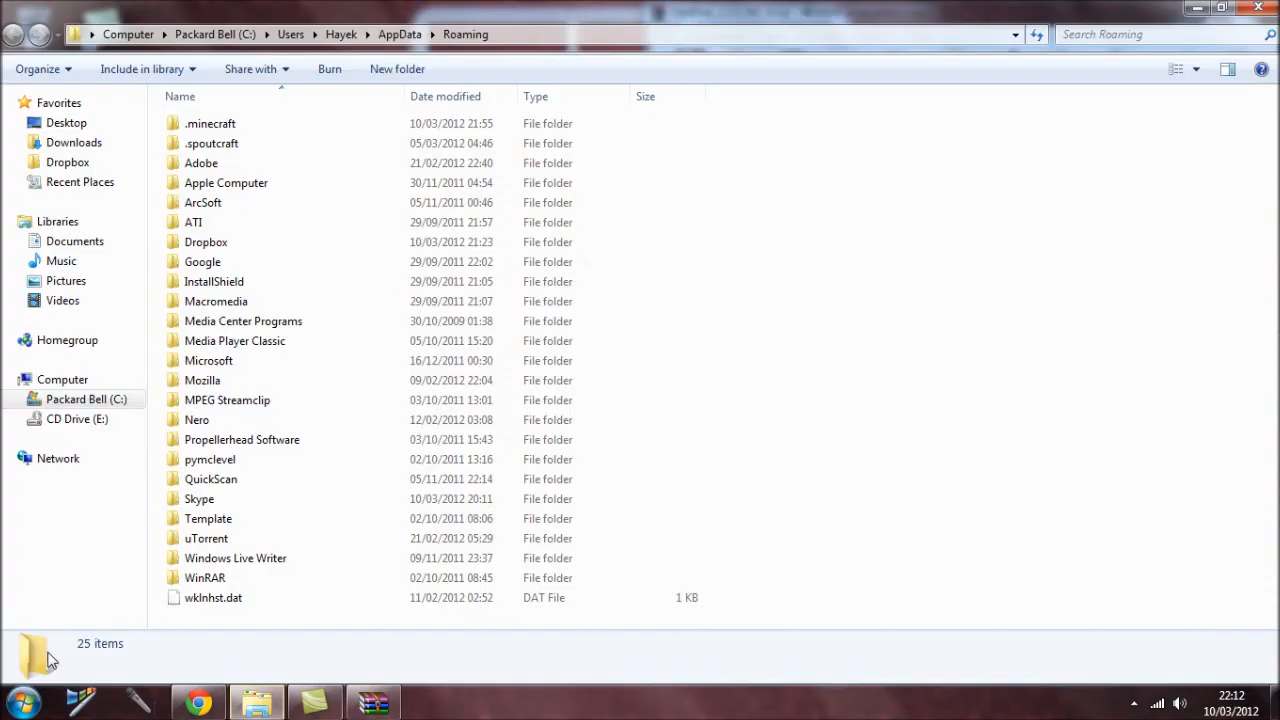 Computer Packard Bell (C:) Users Hayek AppData Roaming Search Roaming
Organize Include in library Share with Burn New folder
Name Date modified Type Size
Favorites
Desktop
Downloads
Dropbox
Recent Places
Libraries
Documents
Music
Pictures
Videos
Homegroup
Computer
Packard Bell (C:)
CD Drive (E:)
Network
.minecraft 10/03/2012 21:55 File folder
.spoutcraft 05/03/2012 04:46 File folder
Adobe 21/02/2012 22:40 File folder
Apple Computer 30/11/2011 04:54 File folder
ArcSoft 05/11/2011 00:46 File folder
ATI 29/09/2011 21:57 File folder
Dropbox 10/03/2012 21:23 File folder
Google 29/09/2011 22:02 File folder
InstallShield 29/09/2011 21:05 File folder
Macromedia 29/09/2011 21:07 File folder
Media Center Programs 30/10/2009 01:38 File folder
Media Player Classic 05/10/2011 15:20 File folder
Microsoft 16/12/2011 00:30 File folder
Mozilla 09/02/2012 22:04 File folder
MPEG Streamclip 03/10/2011 13:01 File folder
Nero 12/02/2012 03:08 File folder
Propellerhead Software 03/10/2011 15:43 File folder
pymclevel 02/10/2011 13:16 File folder
QuickScan 05/11/2011 22:14 File folder
Skype 10/03/2012 20:11 File folder
Template 02/10/2011 08:06 File folder
uTorrent 21/02/2012 05:29 File folder
Windows Live Writer 09/11/2011 23:37 File folder
WinRAR 02/10/2011 08:45 File folder
wklnhst.dat 11/02/2012 02:52 DAT File 1 KB
25 items
22:12
10/03/2012